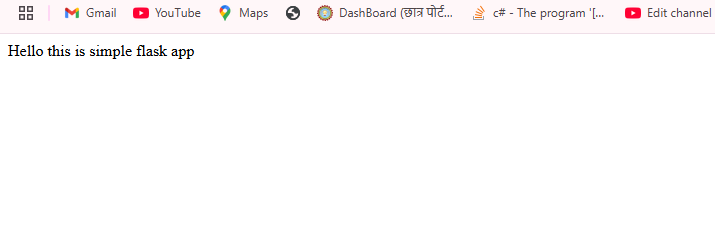 Gmail YouTube Maps DashBoard (छात्र पोर्ट... c# - The program '[... Edit channel
Hello this is simple flask app